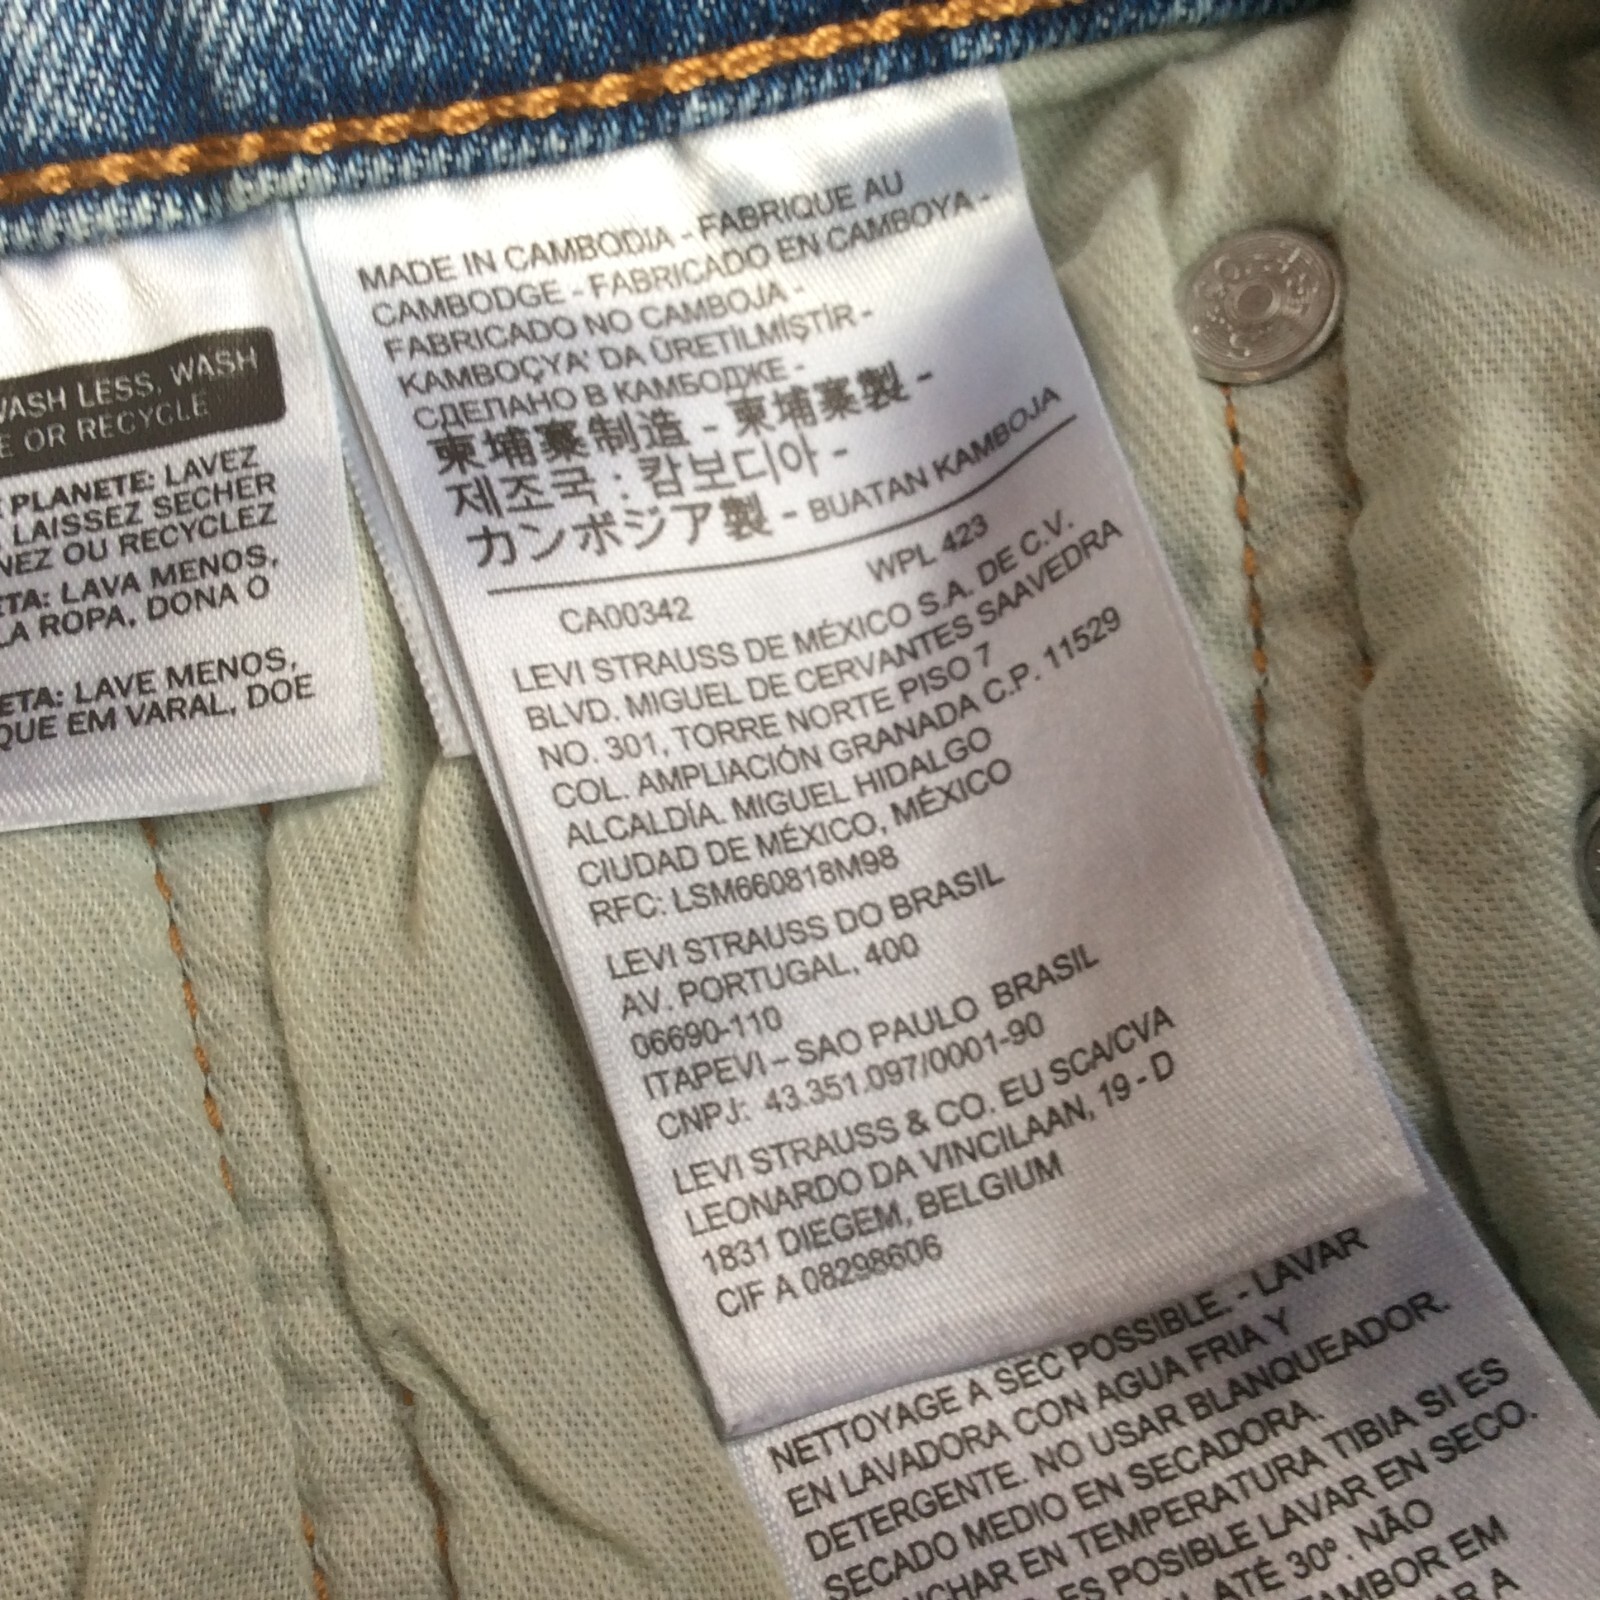 WASH LESS, WASH
E OR RECYCLE
PLANETE: LAVEZ
LAISSEZ SECHER
NEZ OU RECYCLEZ
ETA: LAVA MENOS,
LA ROPA, DONA O
ETA: LAVE MENOS,
QUE EM VARAL, DOE
MADE IN CAMBODIA - FABRIQUE AU
CAMBODGE - FABRICADO EN CAMBOYA -
FABRICADO NO CAMBOJA -
KAMBOÇYA' DA ÜRETİLMİŞTİR -
СДЕЛАНО В КАМБОДЖЕ -
柬埔寨制造 - 柬埔寨製 -
제조국 : 캄보디아 -
カンボジア製 - BUATAN KAMBOJA
WPL 423
CA00342
LEVI STRAUSS DE MÉXICO S.A. DE C.V.
BLVD. MIGUEL DE CERVANTES SAAVEDRA
NO. 301, TORRE NORTE PISO 7
COL. AMPLIACIÓN GRANADA C.P. 11529
ALCALDÍA. MIGUEL HIDALGO
CIUDAD DE MÉXICO, MÉXICO
RFC: LSM660818M98
LEVI STRAUSS DO BRASIL
AV. PORTUGAL, 400
06690-110
ITAPEVI – SAO PAULO BRASIL
CNPJ: 43.351.097/0001-90
LEVI STRAUSS & CO. EU SCA/CVA
LEONARDO DA VINCILAAN, 19 - D
1831 DIEGEM, BELGIUM
CIF A 08298606
NETTOYAGE A SEC POSSIBLE. - LAVAR
EN LAVADORA CON AGUA FRIA Y
DETERGENTE. NO USAR BLANQUEADOR.
SECADO MEDIO EN SECADORA.
CHAR EN TEMPERATURA TIBIA SI ES
ES POSIBLE LAVAR EN SECO.
ATÉ 30º. NÃO
TAMBOR EM
AR A